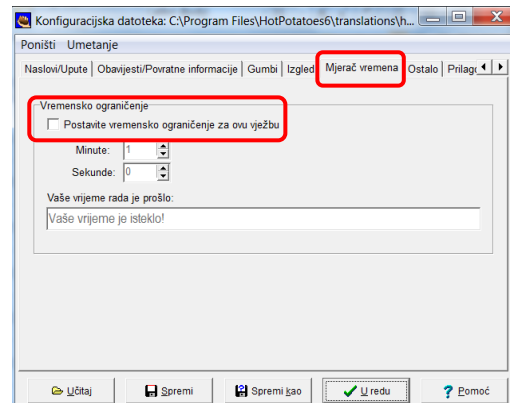 Konfiguracijska datoteka: C:\Program Files\HotPotatoes6\translations\h...
Poništi Umetanje
Naslovi/Upute Obavijesti/Povratne informacije Gumbi Izgled Mjerač vremena Ostalo Prilago
Vremensko ograničenje
Postavite vremensko ograničenje za ovu vježbu
Minute: 1
Sekunde: 0
Vaše vrijeme rada je prošlo:
Vaše vrijeme je isteklo!
Učitaj Spremi Spremi kao U redu Pomoć